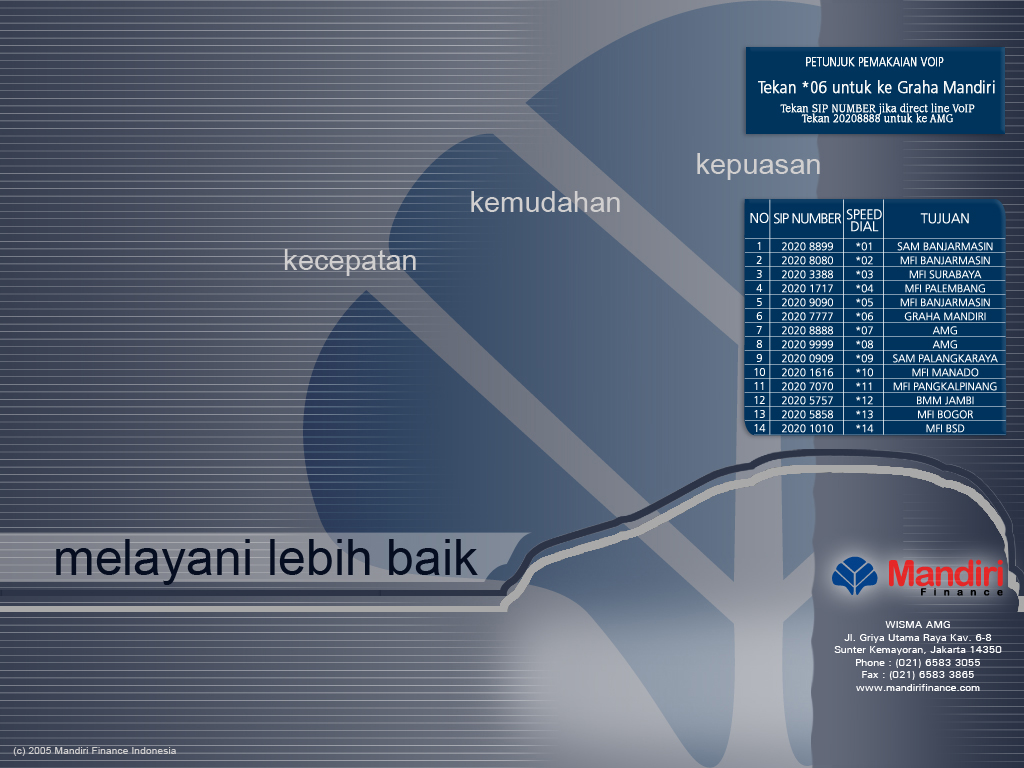 PETUNJUK PEMAKAIAN VOIP
Tekan *06 untuk ke Graha Mandiri
Tekan SIP NUMBER jika direct line VoIP
Tekan 20208888 untuk ke AMG
kepuasan
kemudahan
kecepatan
NO SIP NUMBER SPEED DIAL TUJUAN
1 2020 8899 *01 SAM BANJARMASIN
2 2020 8080 *02 MFI BANJARMASIN
3 2020 3388 *03 MFI SURABAYA
4 2020 1717 *04 MFI PALEMBANG
5 2020 9090 *05 MFI BANJARMASIN
6 2020 7777 *06 GRAHA MANDIRI
7 2020 8888 *07 AMG
8 2020 9999 *08 AMG
9 2020 0909 *09 SAM PALANGKARAYA
10 2020 1616 *10 MFI MANADO
11 2020 7070 *11 MFI PANGKALPINANG
12 2020 5757 *12 BMM JAMBI
13 2020 5858 *13 MFI BOGOR
14 2020 1010 *14 MFI BSD
melayani lebih baik
Mandiri
Finance
WISMA AMG
Jl. Griya Utama Raya Kav. 6-8
Sunter Kemayoran, Jakarta 14350
Phone : (021) 6583 3055
Fax : (021) 6583 3865
www.mandirifinance.com
(c) 2005 Mandiri Finance Indonesia